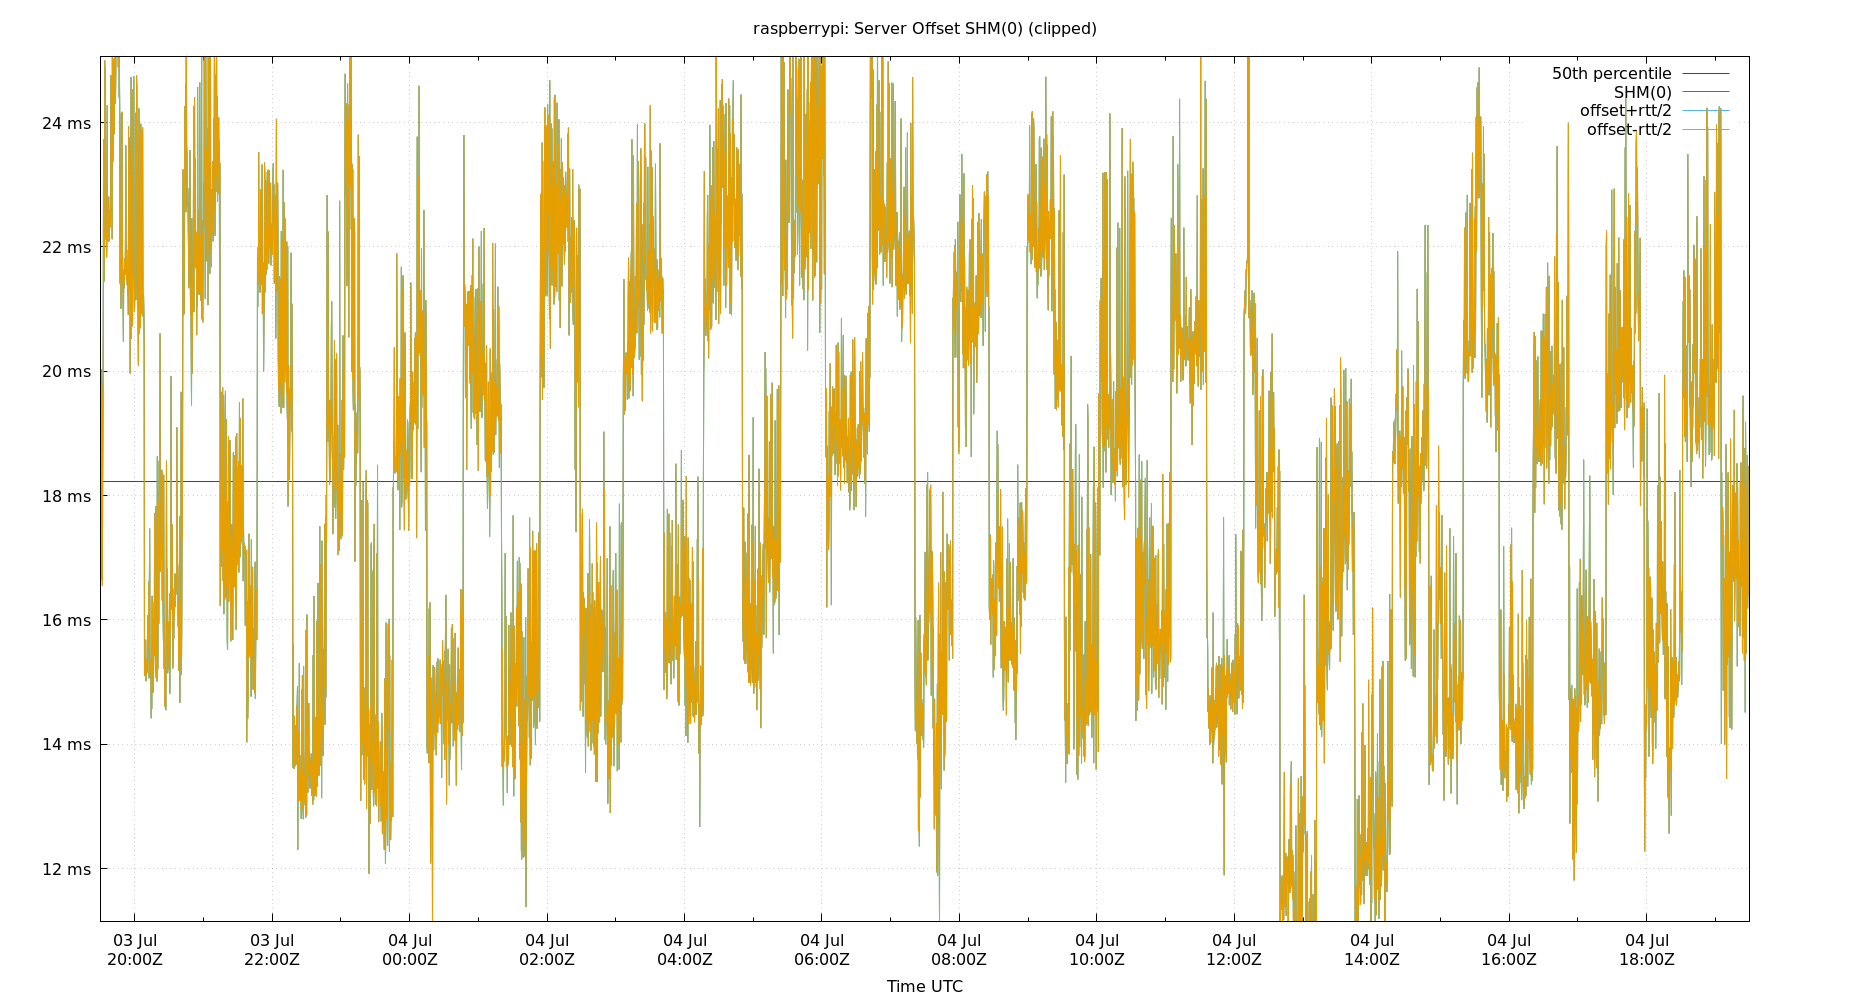 raspberrypi: Server Offset SHM(0) (clipped)
50th percentile
SHM(0)
offset+rtt/2
offset-rtt/2
24 ms
22 ms
20 ms
18 ms
16 ms
14 ms
12 ms
03 Jul 03 Jul 04 Jul 04 Jul 04 Jul 04 Jul 04 Jul 04 Jul 04 Jul 04 Jul 04 Jul 04 Jul
20:00Z 22:00Z 00:00Z 02:00Z 04:00Z 06:00Z 08:00Z 10:00Z 12:00Z 14:00Z 16:00Z 18:00Z
Time UTC